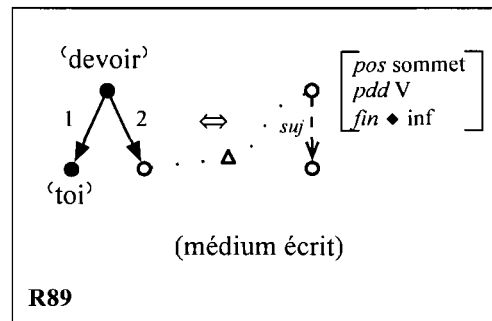 ‘devoir’
pos sommet
pdd V
fin ◆ inf
1 2 ⇔ suj
‘toi’
Δ
(médium écrit)
R89